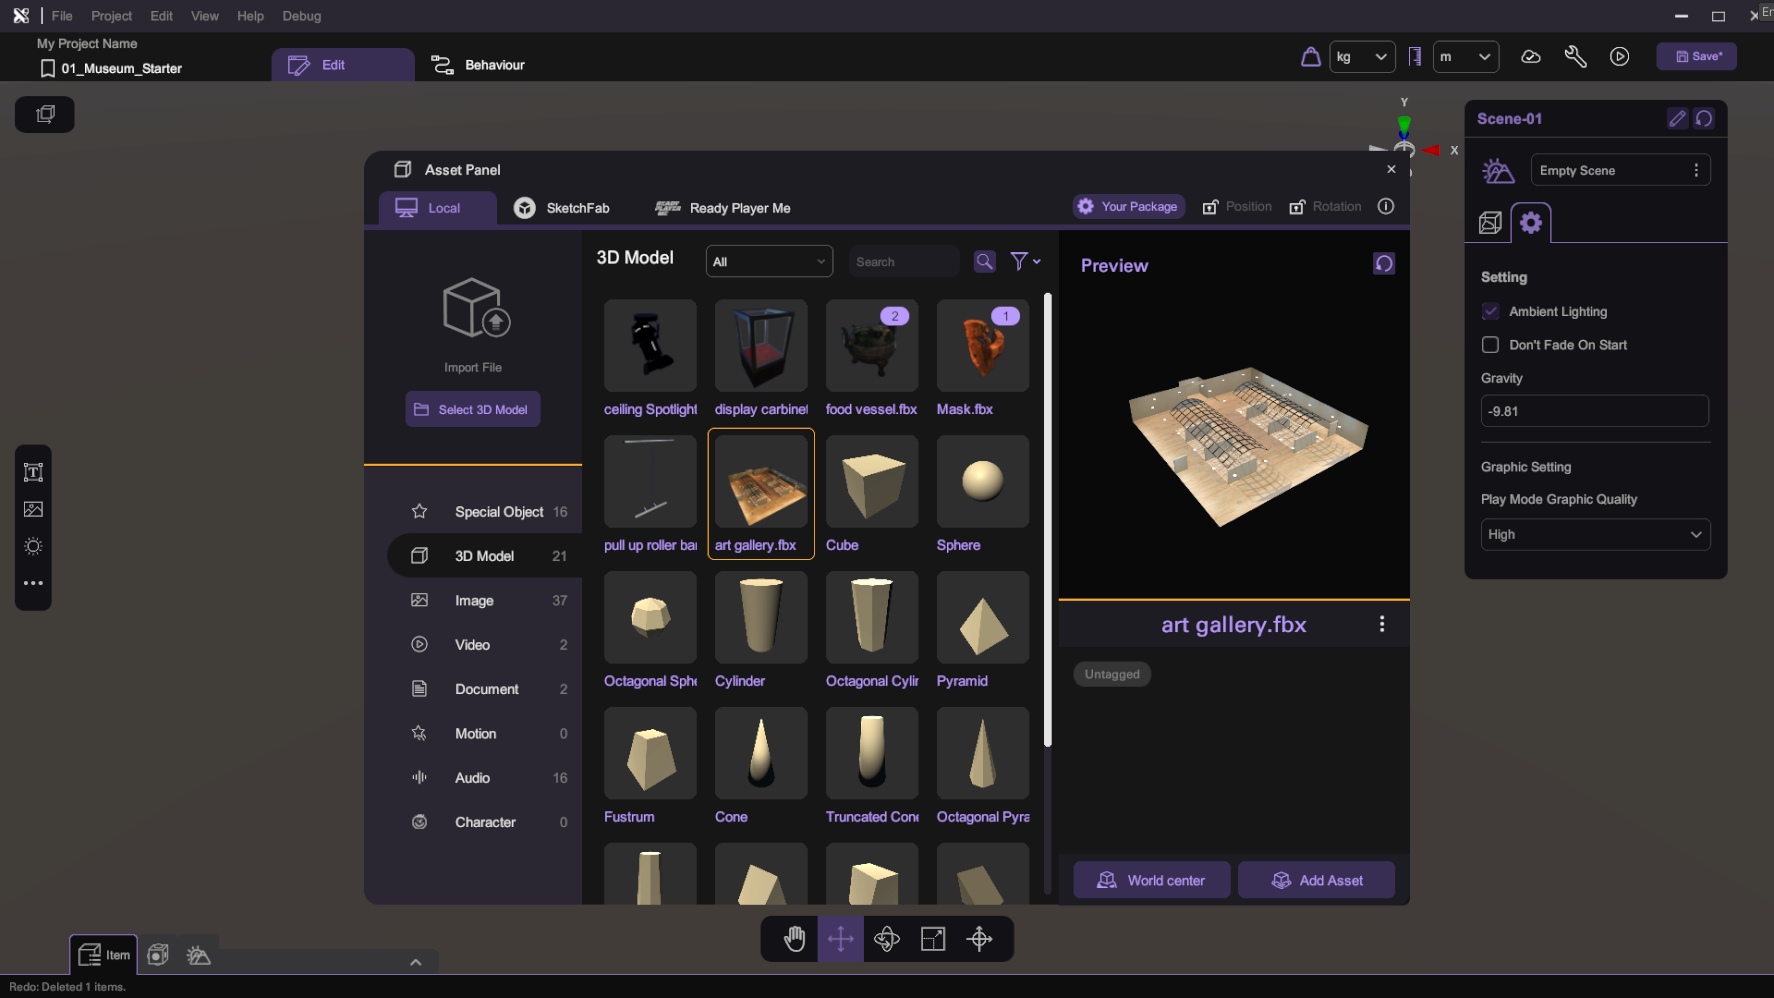 File Project Edit View Help Debug
En
My Project Name
01_Museum_Starter
Edit
Behaviour
kg
m
Save*
Y
X
Scene-01
Empty Scene
Setting
Ambient Lighting
Don't Fade On Start
Gravity
-9.81
Graphic Setting
Play Mode Graphic Quality
High
Asset Panel
Local
SketchFab
READY PLAYER ME
Ready Player Me
Your Package
Position
Rotation
Import File
Select 3D Model
Special Object 16
3D Model 21
Image 37
Video 2
Document 2
Motion 0
Audio 16
Character 0
3D Model
All
Search
2
1
ceiling Spotlight
display carbinet
food vessel.fbx
Mask.fbx
pull up roller bar
art gallery.fbx
Cube
Sphere
Octagonal Sphe
Cylinder
Octagonal Cylin
Pyramid
Fustrum
Cone
Truncated Cone
Octagonal Pyra
Preview
art gallery.fbx
Untagged
World center
Add Asset
Item
Redo: Deleted 1 items.